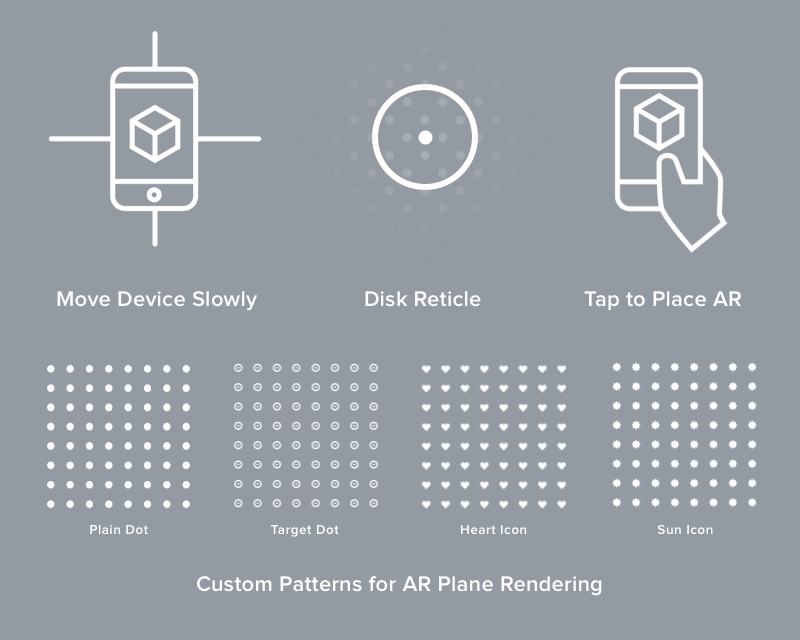 Move Device Slowly
Disk Reticle
Tap to Place AR
Plain Dot
Target Dot
Heart Icon
Sun Icon
Custom Patterns for AR Plane Rendering